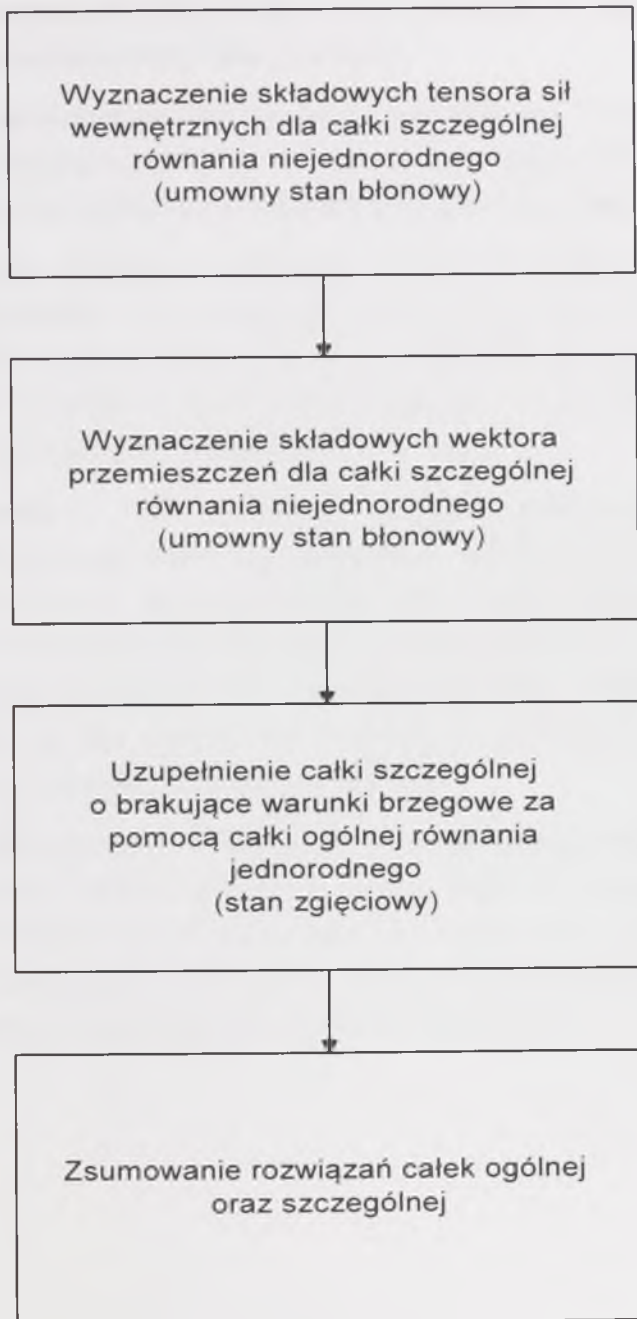 Wyznaczenie składowych tensora sił
wewnętrznych dla całki szczególnej
równania niejednorodnego
(umowny stan błonowy)
Wyznaczenie składowych wektora
przemieszczeń dla całki szczególnej
równania niejednorodnego
(umowny stan błonowy)
Uzupełnienie całki szczególnej
o brakujące warunki brzegowe za
pomocą całki ogólnej równania
jednorodnego
(stan zgięciowy)
Zsumowanie rozwiązań całek ogólnej
oraz szczególnej